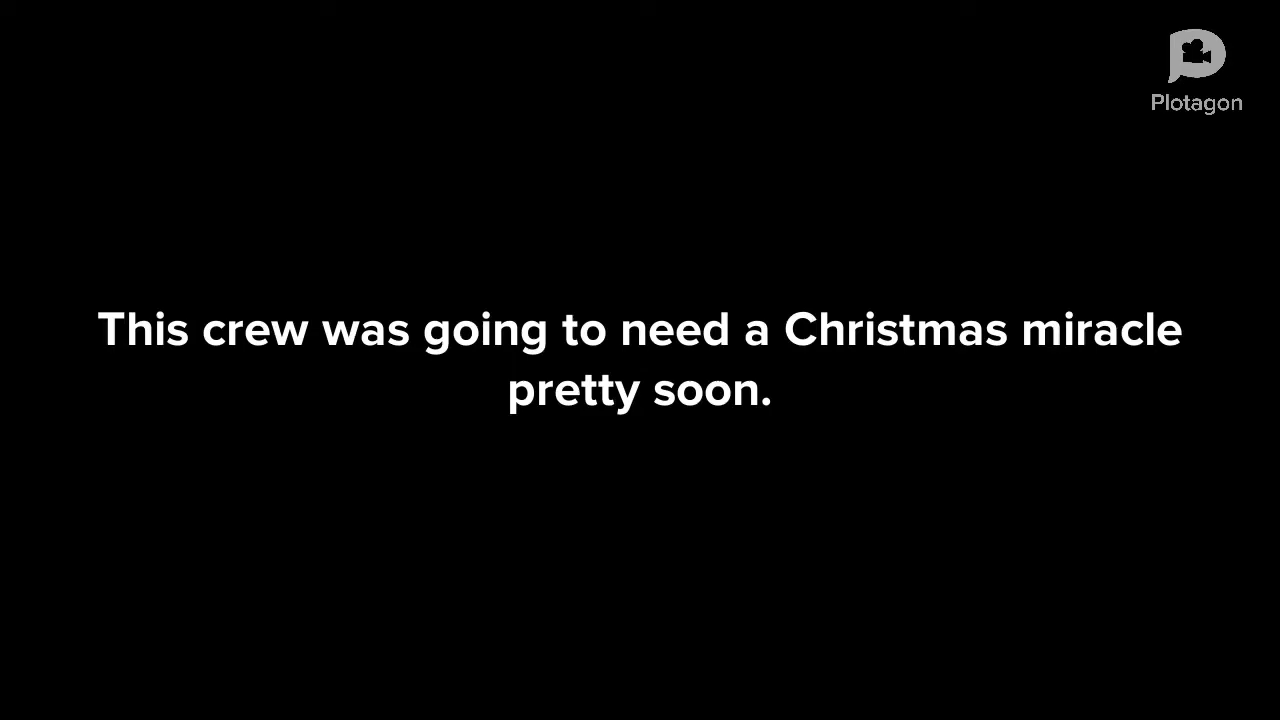 Plotagon
This crew was going to need a Christmas miracle
pretty soon.